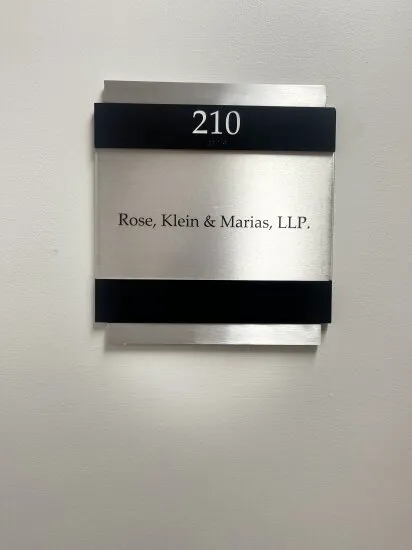 210
Rose, Klein & Marias, LLP.